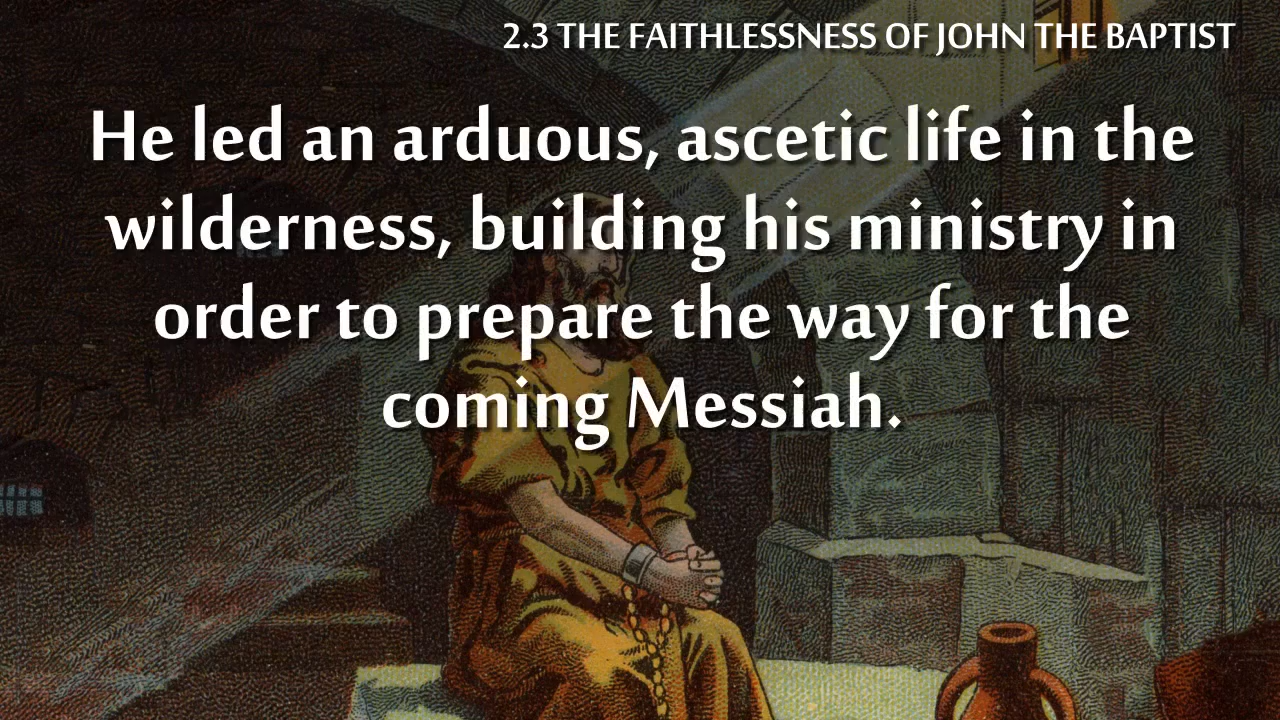 2.3 THE FAITHLESSNESS OF JOHN THE BAPTIST
He led an arduous, ascetic life in the
wilderness, building his ministry in
order to prepare the way for the
coming Messiah.